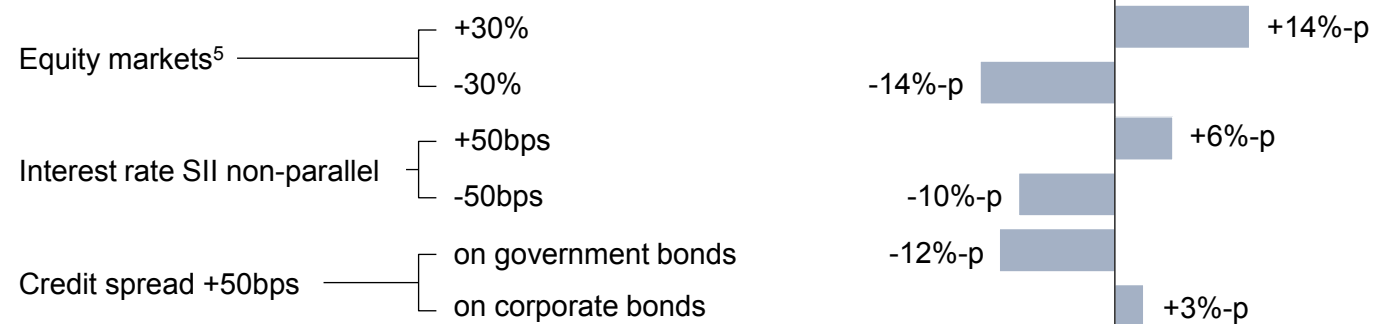 +30%
+14%-p
Equity markets⁵
-30%
-14%-p
+50bps
+6%-p
Interest rate SII non-parallel
-50bps
-10%-p
on government bonds
-12%-p
Credit spread +50bps
on corporate bonds
+3%-p